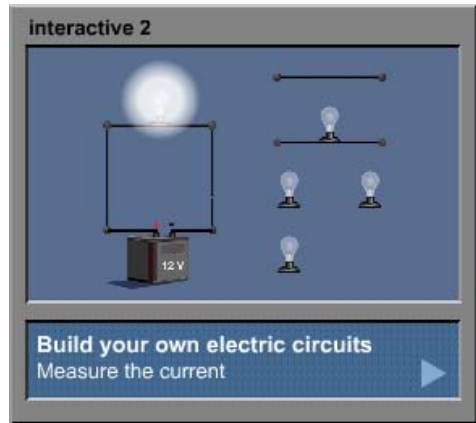 interactive 2
12 V
Build your own electric circuits
Measure the current